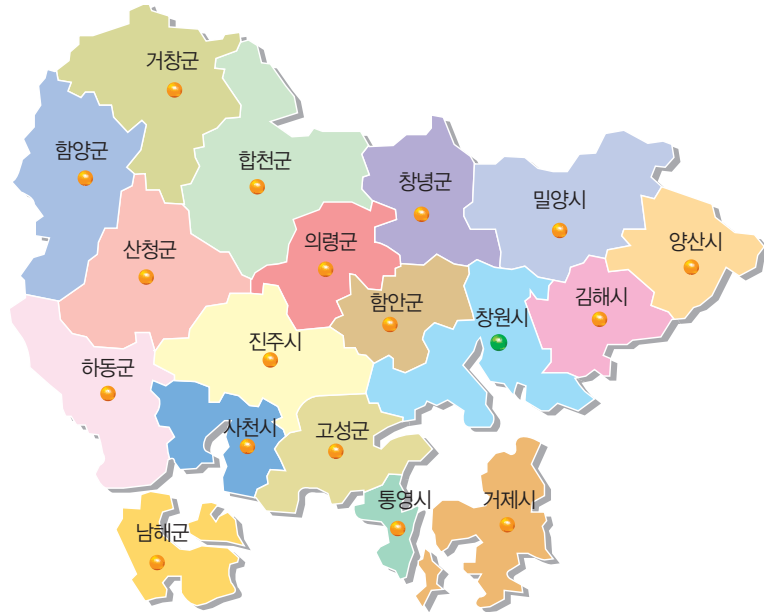 거창군
함양군
합천군
창녕군
밀양시
산청군
의령군
양산시
함안군
창원시
김해시
진주시
하동군
사천시
고성군
통영시
거제시
남해군